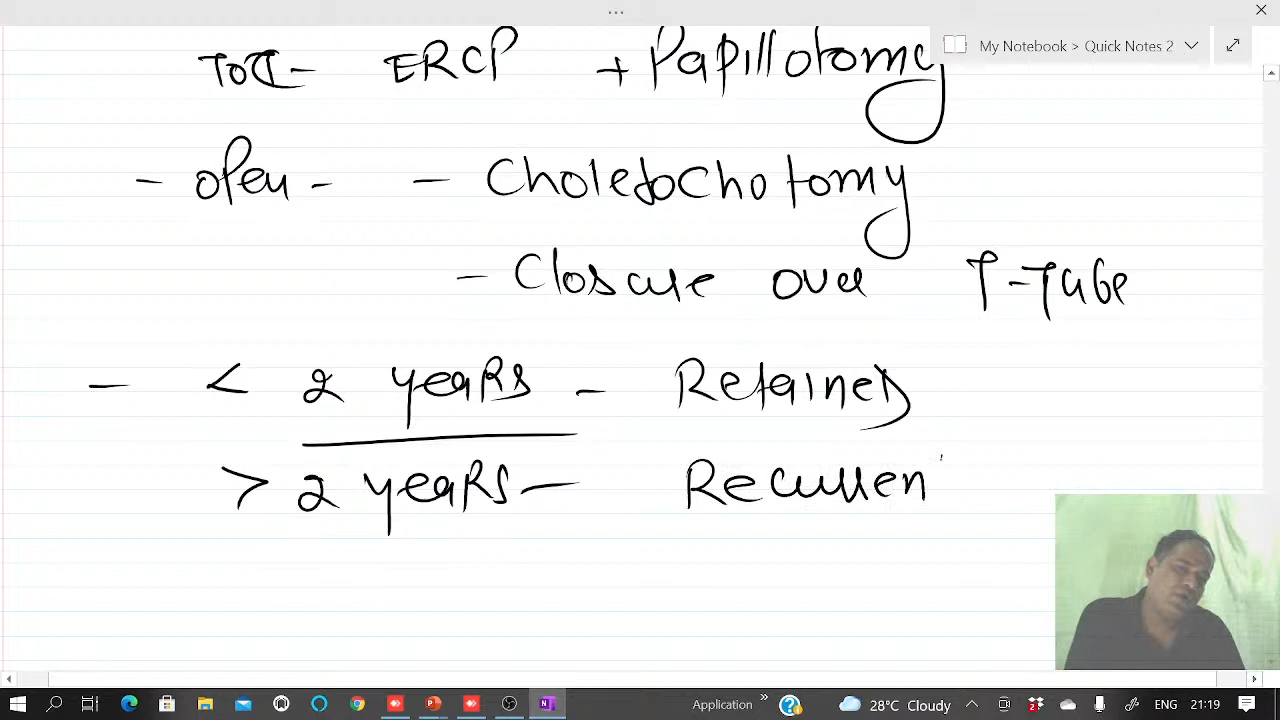 ...
My Notebook > Quick Notes 2
TOC- ERCP + Papillotomy
- open - - Choledochotomy
- Closure over T-Tube
- < 2 years - Retained
> 2 years - Recurren
Application
»
28°C Cloudy
ENG
21:19